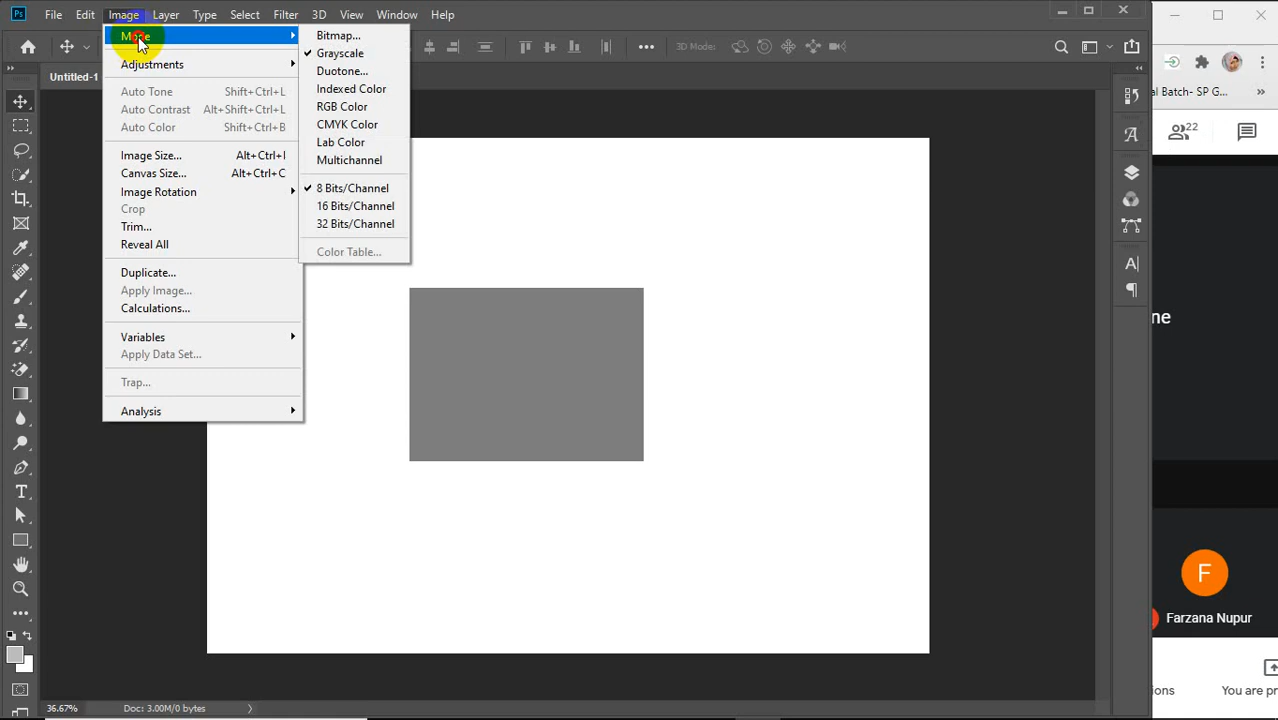 Ps File Edit Image Layer Type Select Filter 3D View Window Help
3D Mode:
Untitled-1
Mode
Adjustments
Auto Tone Shift+Ctrl+L
Auto Contrast Alt+Shift+Ctrl+L
Auto Color Shift+Ctrl+B
Image Size... Alt+Ctrl+I
Canvas Size... Alt+Ctrl+C
Image Rotation
Crop
Trim...
Reveal All
Duplicate...
Apply Image...
Calculations...
Variables
Apply Data Set...
Trap...
Analysis
Bitmap...
Grayscale
Duotone...
Indexed Color
RGB Color
CMYK Color
Lab Color
Multichannel
8 Bits/Channel
16 Bits/Channel
32 Bits/Channel
Color Table...
36.67% Doc: 3.00M/0 bytes
al Batch- SP G...
22
ne
F
Farzana Nupur
ions You are pr